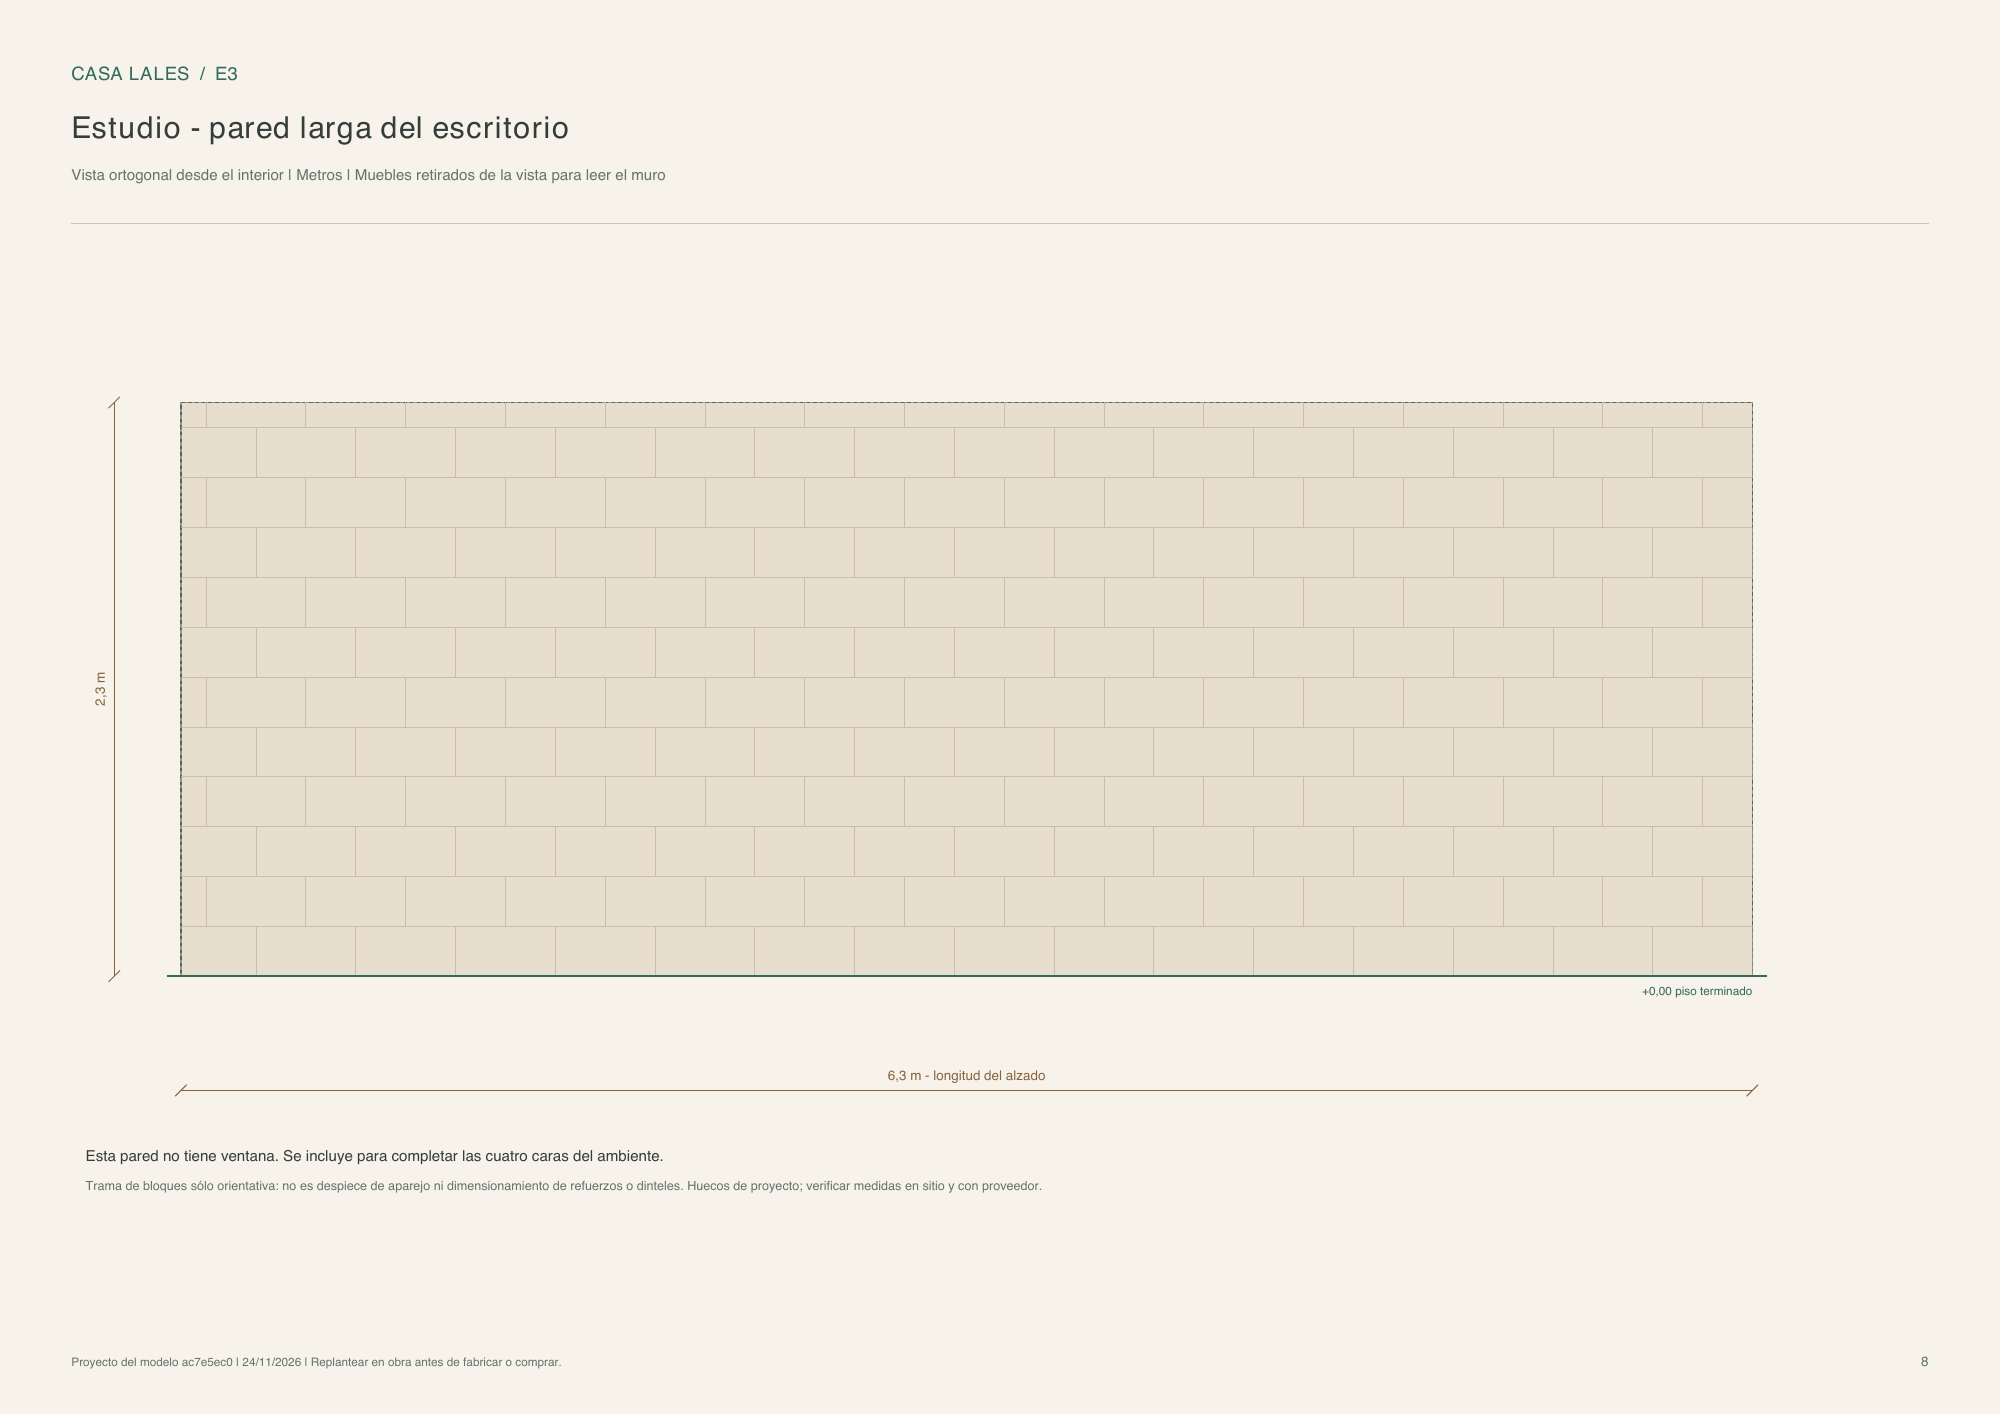 CASA LALES / E3
Estudio - pared larga del escritorio
Vista ortogonal desde el interior | Metros | Muebles retirados de la vista para leer el muro
2,3 m
+0,00 piso terminado
6,3 m - longitud del alzado
Esta pared no tiene ventana. Se incluye para completar las cuatro caras del ambiente.
Trama de bloques sólo orientativa: no es despiece de aparejo ni dimensionamiento de refuerzos o dinteles. Huecos de proyecto; verificar medidas en sitio y con proveedor.
Proyecto del modelo ac7e5ec0 | 24/11/2026 | Replantear en obra antes de fabricar o comprar.
8